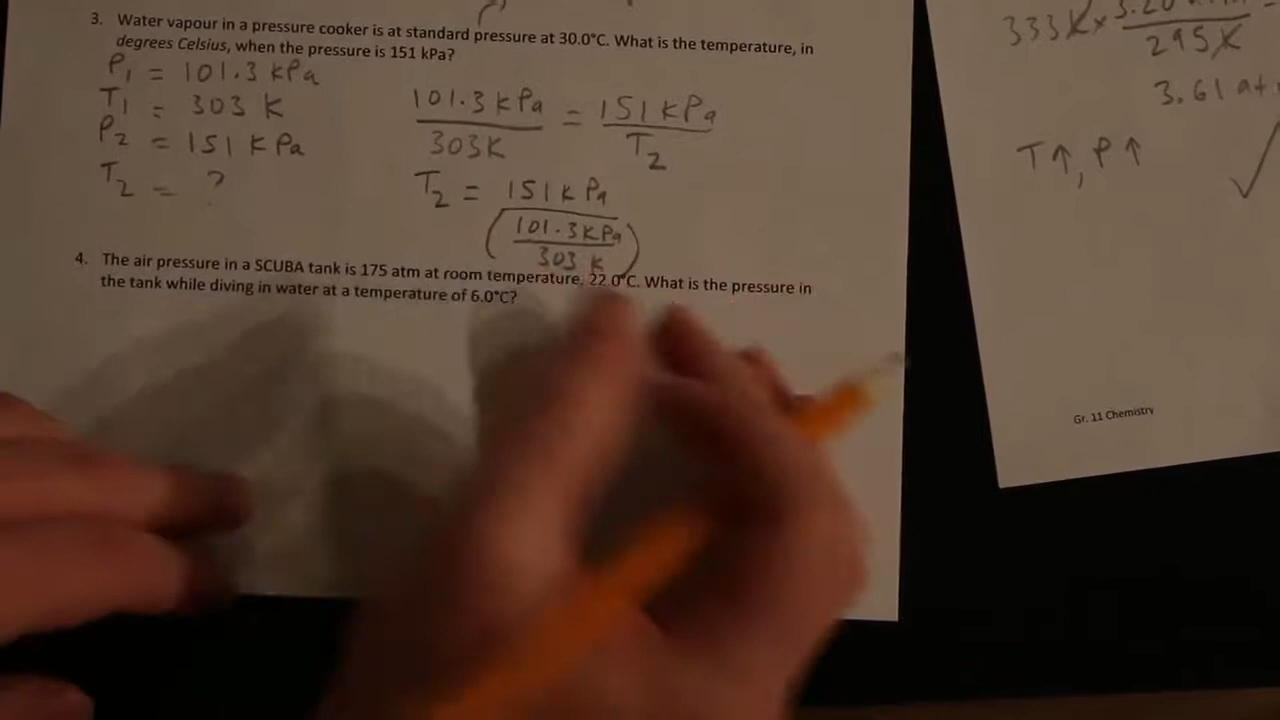 3. Water vapour in a pressure cooker is at standard pressure at 30.0°C. What is the temperature, in
degrees Celsius, when the pressure is 151 kPa?
P1 = 101.3 kPa
T1 = 303 K
P2 = 151 kPa
T2 = ?
101.3 kPa = 151 kPa
303K T2
T2 = 151 kPa
(101.3 kPa
303 K)
4. The air pressure in a SCUBA tank is 175 atm at room temperature, 22.0°C. What is the pressure in
the tank while diving in water at a temperature of 6.0°C?
333K x
295K
3.61 at
T↑, P↑
Gr. 11 Chemistry